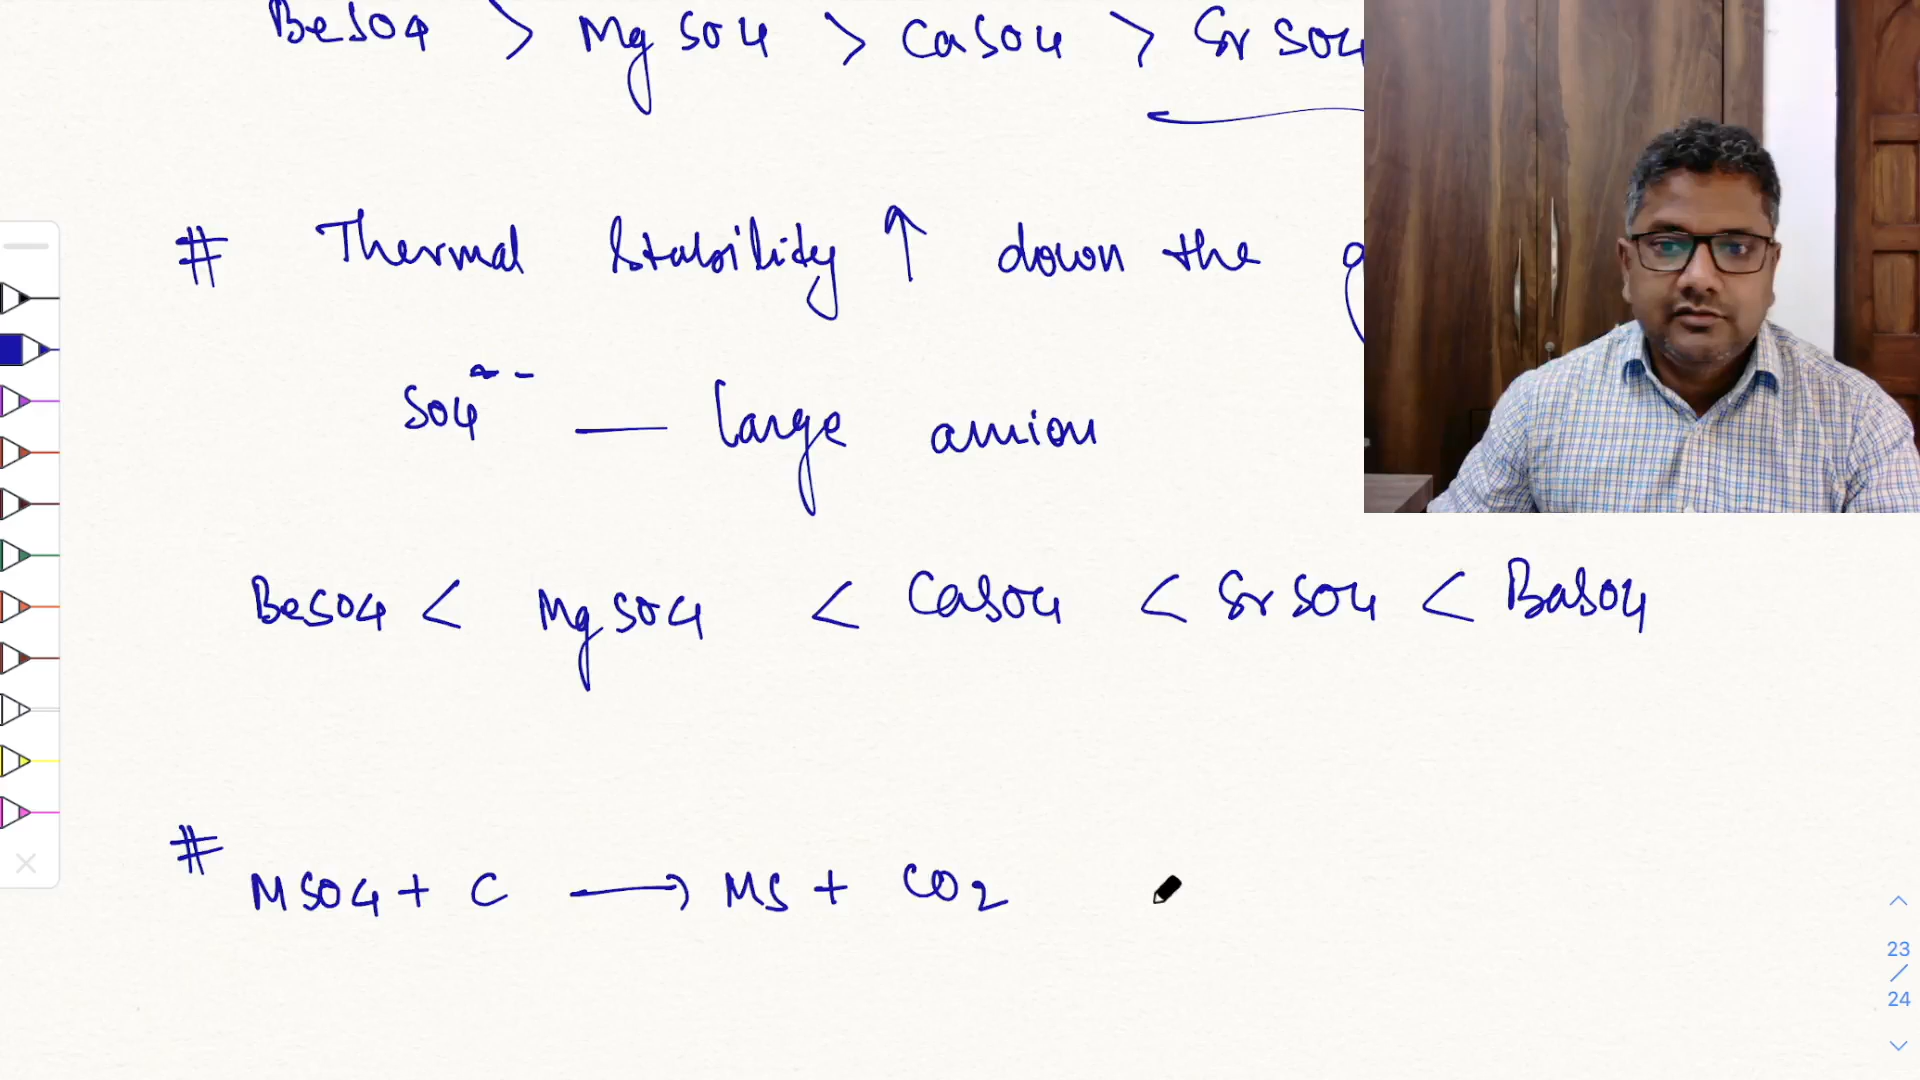 BeSO4 > MgSO4 > CaSO4 > SrSO4
# Thermal Stability ↑ down the
SO4-- — large anion
BeSO4 < MgSO4 < CaSO4 < SrSO4 < BaSO4
# MSO4 + C → MS + CO2
23
/
24